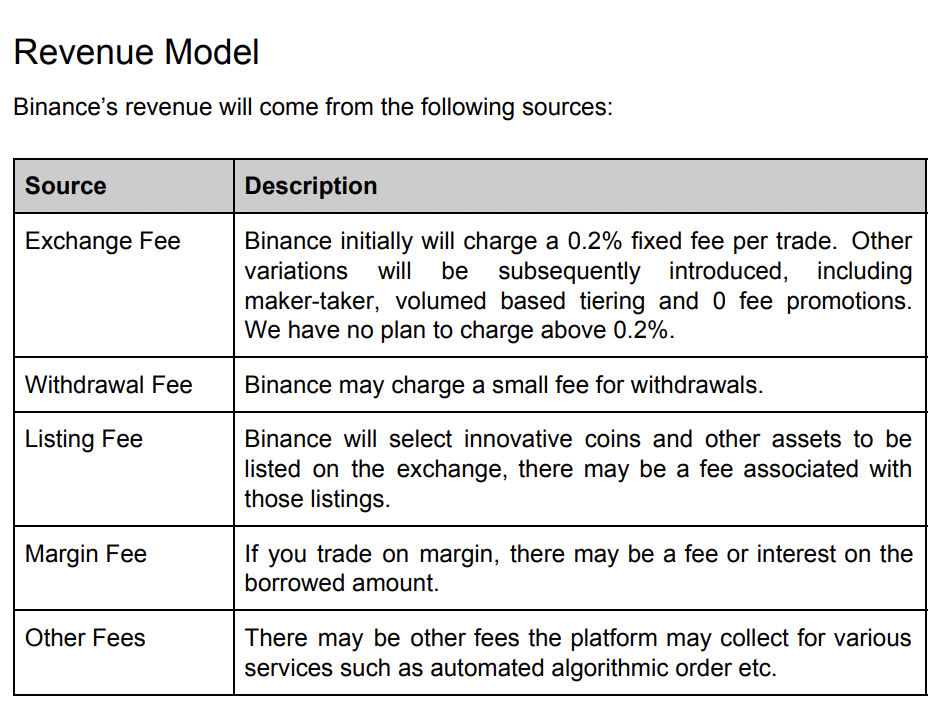 Revenue Model
Binance’s revenue will come from the following sources:
Source Description
Exchange Fee Binance initially will charge a 0.2% fixed fee per trade. Other
variations will be subsequently introduced, including
maker-taker, volumed based tiering and 0 fee promotions.
We have no plan to charge above 0.2%.
Withdrawal Fee Binance may charge a small fee for withdrawals.
Listing Fee Binance will select innovative coins and other assets to be
listed on the exchange, there may be a fee associated with
those listings.
Margin Fee If you trade on margin, there may be a fee or interest on the
borrowed amount.
Other Fees There may be other fees the platform may collect for various
services such as automated algorithmic order etc.